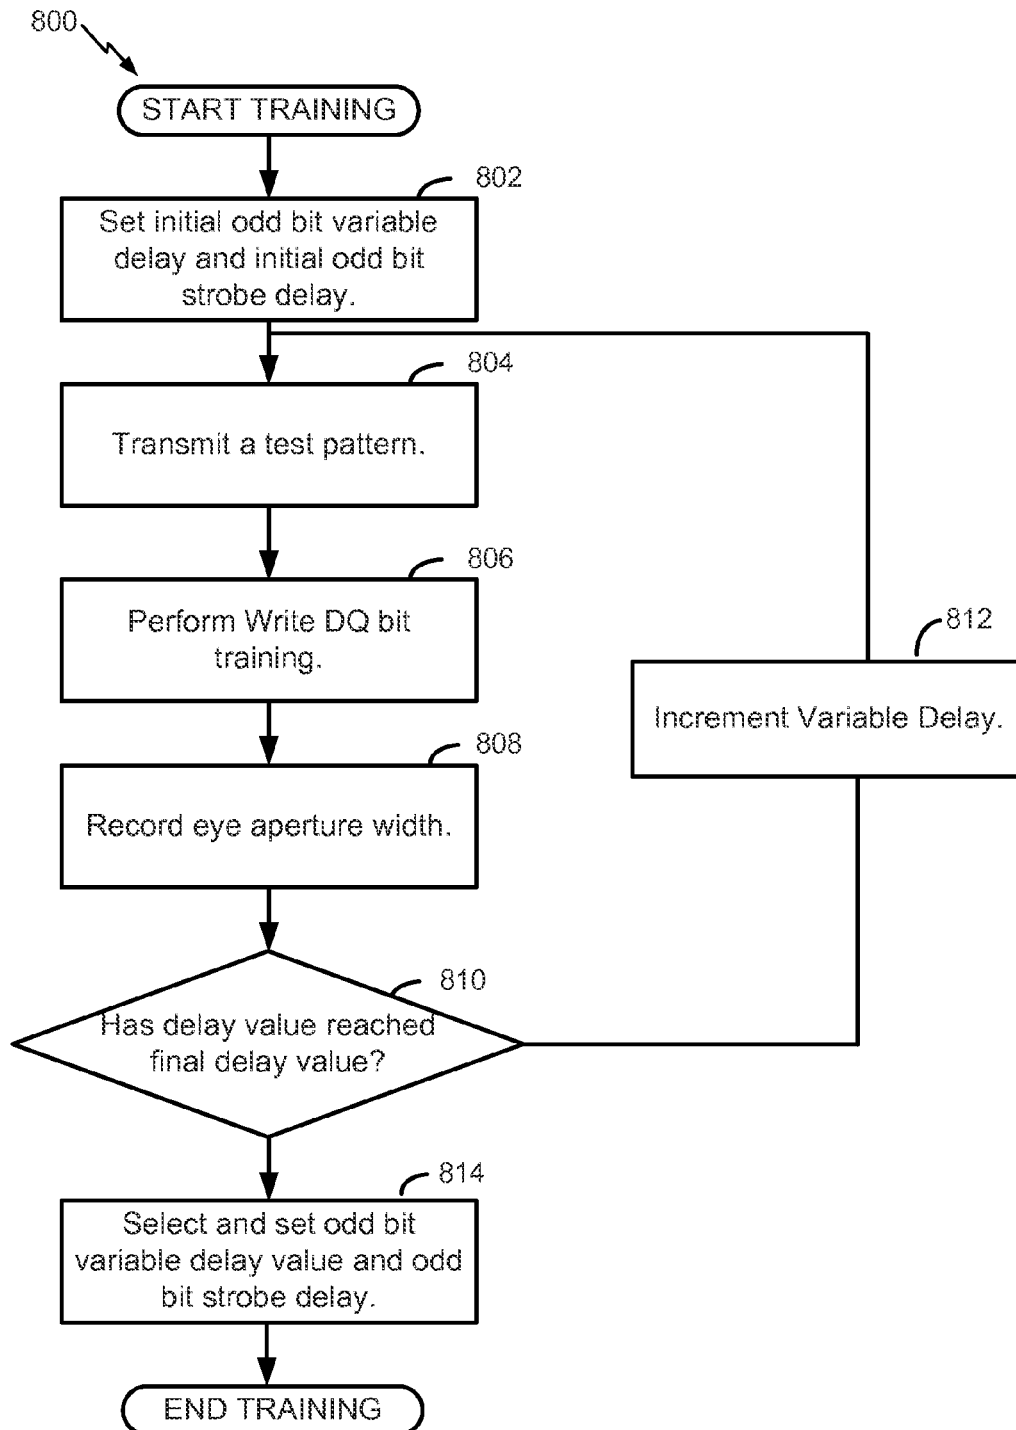 800
START TRAINING
802
Set initial odd bit variable
delay and initial odd bit
strobe delay.
804
Transmit a test pattern.
806
Perform Write DQ bit
training.
812
Increment Variable Delay.
808
Record eye aperture width.
810
Has delay value reached
final delay value?
814
Select and set odd bit
variable delay value and odd
bit strobe delay.
END TRAINING